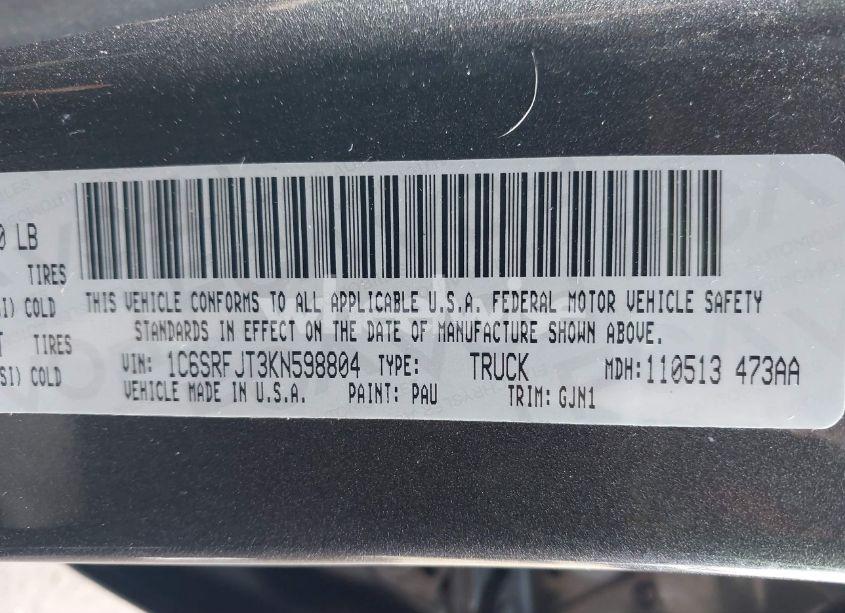 0 LB
TIRES
SI) COLD
TIRES
SI) COLD
THIS VEHICLE CONFORMS TO ALL APPLICABLE U.S.A. FEDERAL MOTOR VEHICLE SAFETY
STANDARDS IN EFFECT ON THE DATE OF MANUFACTURE SHOWN ABOVE.
VIN: 1C6SRFJT3KN598804 TYPE: TRUCK MDH:110513 473AA
VEHICLE MADE IN U.S.A. PAINT: PAU TRIM: GJN1